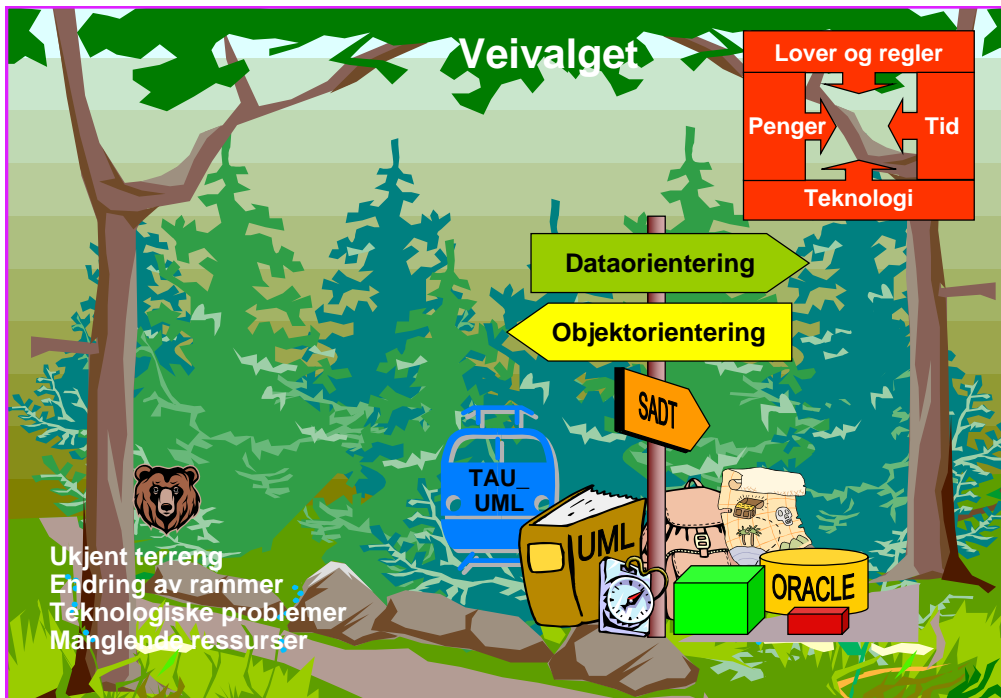 Veivalget
Lover og regler
Penger
Tid
Teknologi
Dataorientering
Objektorientering
SADT
TAU_
UML
UML
ORACLE
Ukjent terreng
Endring av rammer
Teknologiske problemer
Manglende ressurser